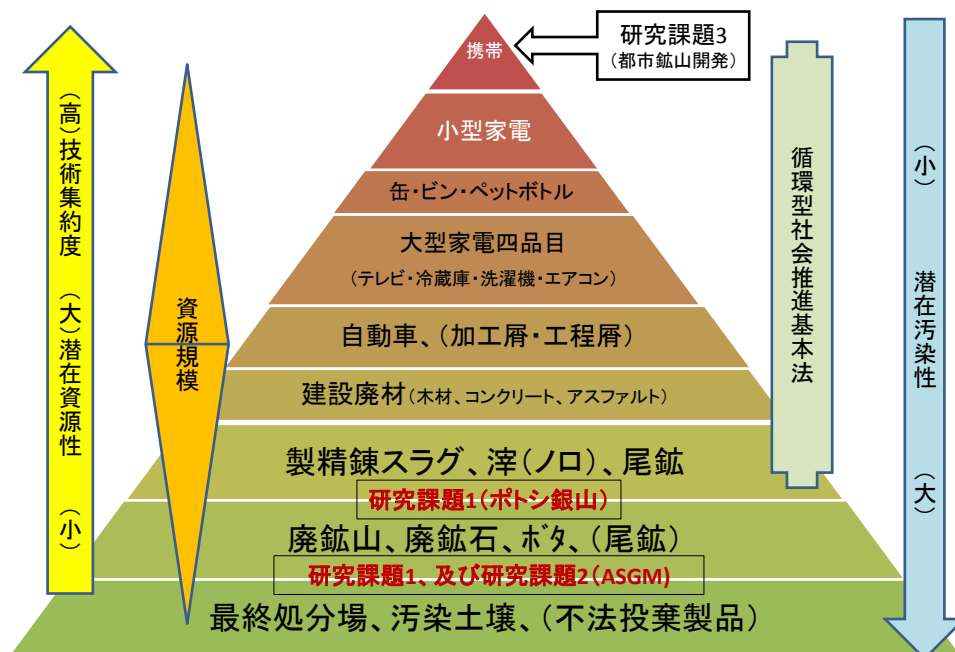 携帯
研究課題3
（都市鉱山開発）
小型家電
缶・ビン・ペットボトル
大型家電四品目
（テレビ・冷蔵庫・洗濯機・エアコン）
自動車、（加工屑・工程屑）
建設廃材（木材、コンクリート、アスファルト）
製精錬スラグ、滓（ノロ）、尾鉱
研究課題1（ポトシ銀山）
廃鉱山、廃鉱石、ボタ、（尾鉱）
研究課題1、及び研究課題2（ASGM)
最終処分場、汚染土壌、（不法投棄製品）
（高）技術集約度 （大）潜在資源性 （小）
資源規模
循環型社会推進基本法
（小） 潜在汚染性 （大）